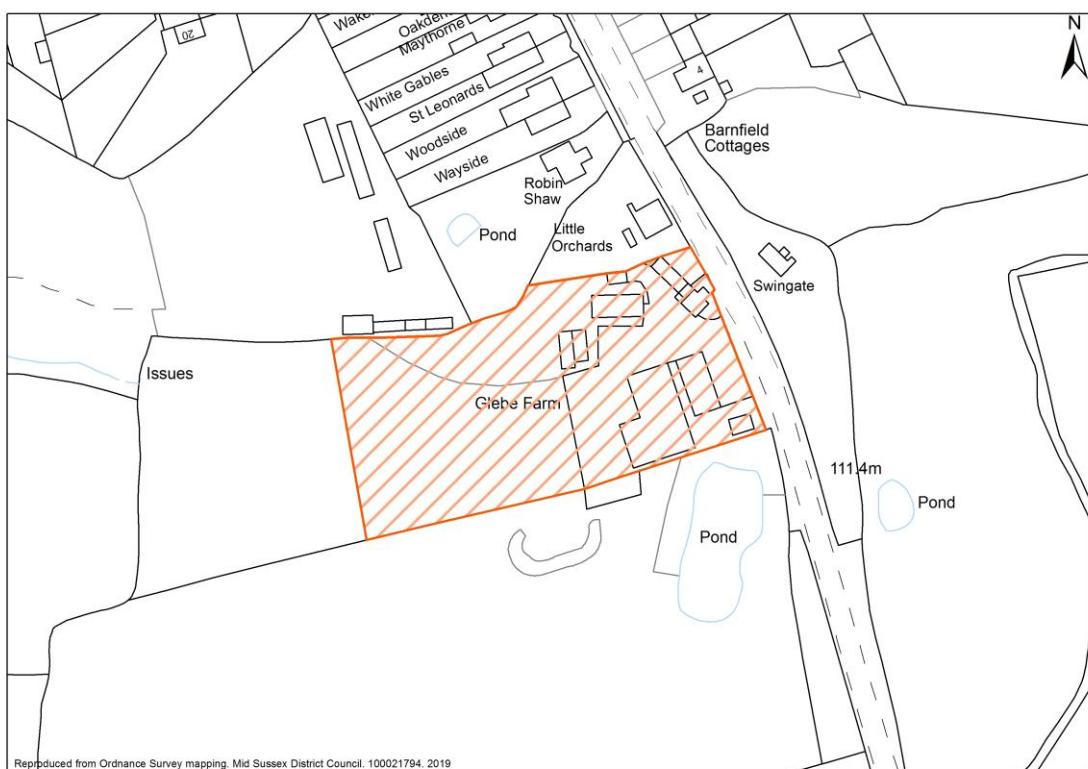 N
20
Wake
Oakden
Maythorne
White Gables
St Leonards
Woodside
Wayside
4
Barnfield
Cottages
Robin
Shaw
Pond
Little
Orchards
Swingate
Issues
Glebe Farm
111.4m
Pond
Pond
Reproduced from Ordnance Survey mapping. Mid Sussex District Council. 100021794. 2019